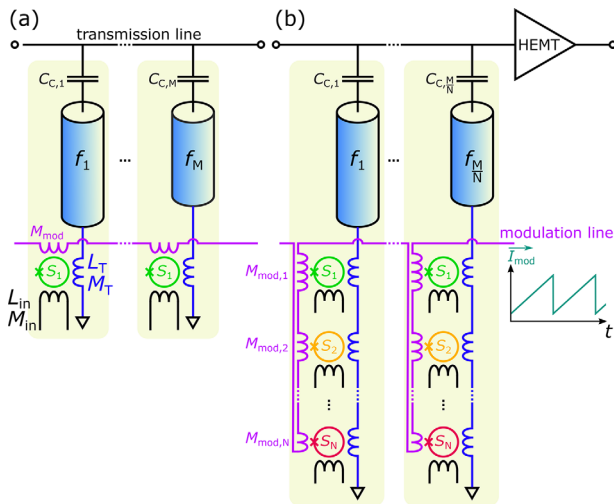 (a)
transmission line
C_C,1
C_C,M
f_1
...
f_M
M_mod
S_1
S_1
L_T
M_T
L_in
M_in
(b)
HEMT
C_C,M/N
C_C,1
f_1
...
f_M/N
modulation line
I_mod
t
M_mod,1
S_1
S_1
M_mod,2
S_2
S_2
...
...
M_mod,N
S_N
S_N